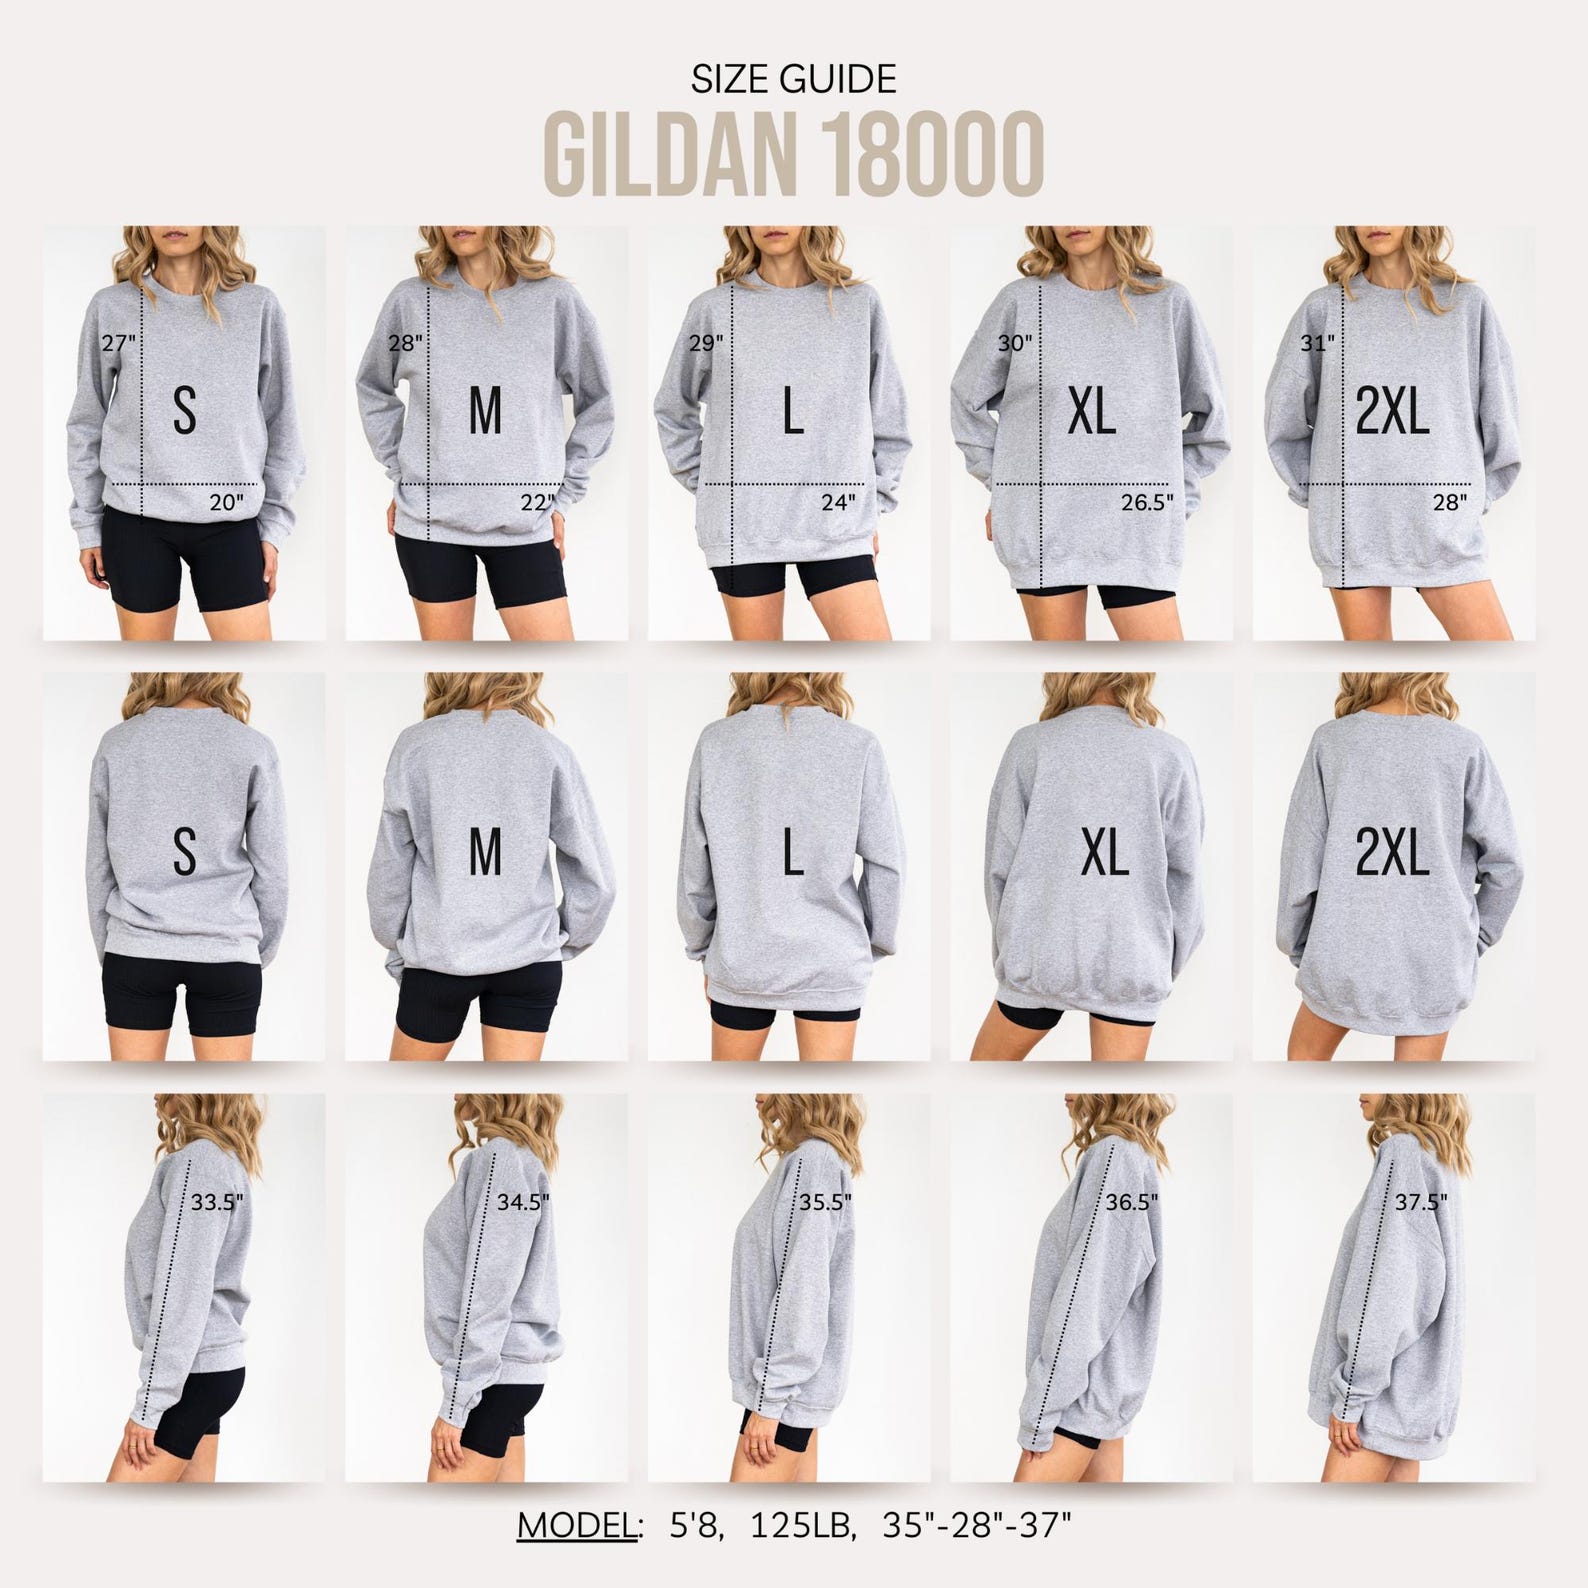 SIZE GUIDE
GILDAN 18000
27" 28" 29" 30" 31"
S M L XL 2XL
20" 22" 24" 26.5" 28"
S M L XL 2XL
33.5" 34.5" 35.5" 36.5" 37.5"
MODEL: 5'8, 125LB, 35"-28"-37"